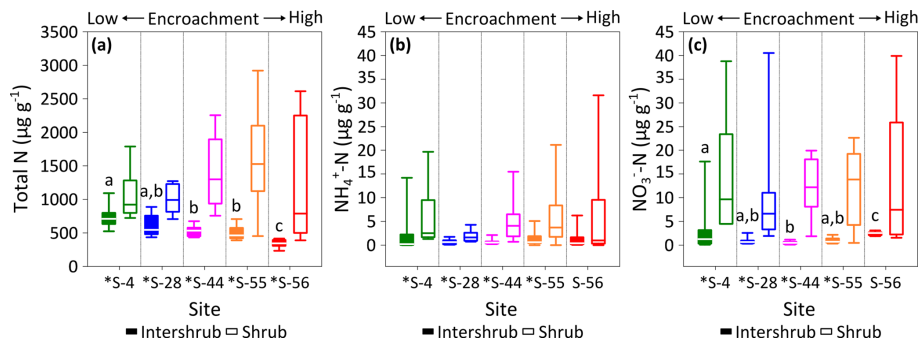 Low ← Encroachment → High
Low ← Encroachment → High
Low ← Encroachment → High
(a)
Total N (µg g⁻¹)
3500
3000
2500
2000
1500
1000
500
0
a
a,b
b
b
c
*S-4 *S-28 *S-44 *S-55 *S-56
Site
Intershrub Shrub
(b)
NH₄⁺-N (µg g⁻¹)
45
40
35
30
25
20
15
10
5
0
*S-4 *S-28 *S-44 *S-55 S-56
Site
Intershrub Shrub
(c)
NO₃⁻-N (µg g⁻¹)
45
40
35
30
25
20
15
10
5
0
a
a,b
b
a,b
c
*S-4 *S-28 *S-44 *S-55 S-56
Site
Intershrub Shrub